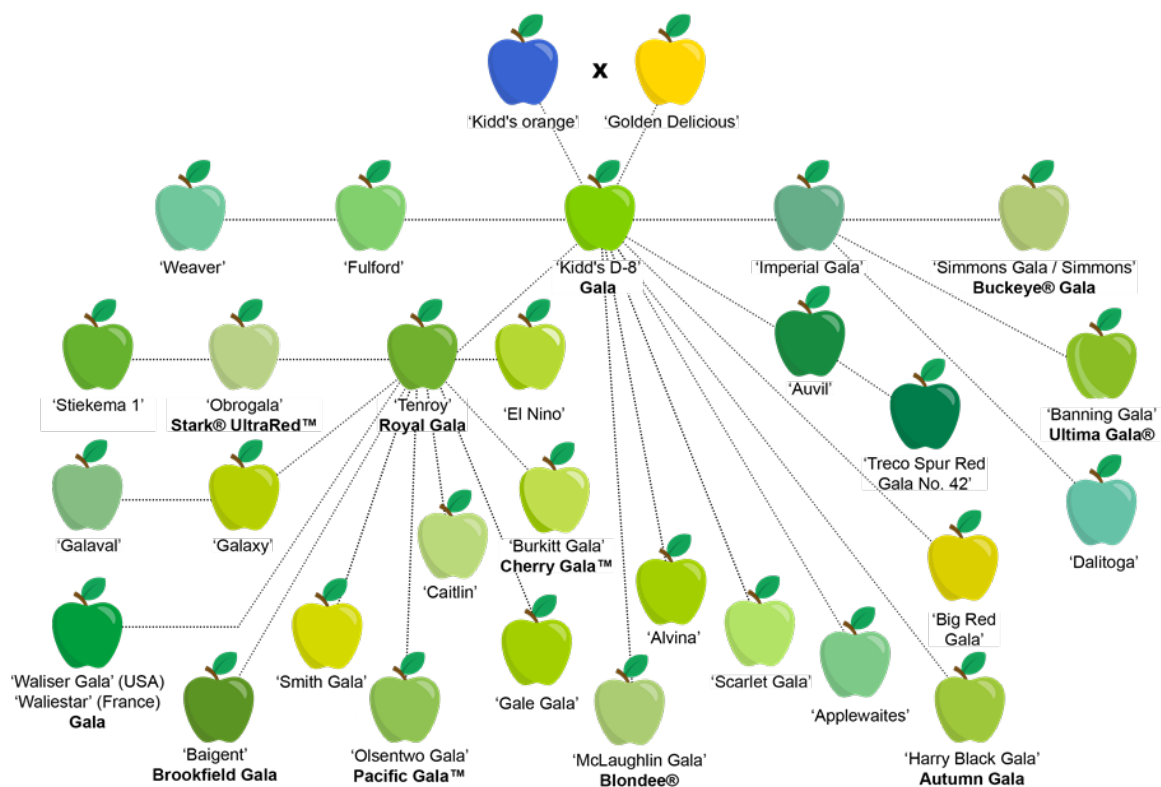 x
‘Kidd's orange’
‘Golden Delicious’
‘Weaver’
‘Fulford’
‘Kidd's D-8’
Gala
‘Imperial Gala’
‘Simmons Gala / Simmons’
Buckeye® Gala
‘Stiekema 1’
‘Obrogala’
Stark® UltraRed™
‘Tenroy’
Royal Gala
‘El Nino’
‘Auvil’
‘Banning Gala’
Ultima Gala®
‘Treco Spur Red
Gala No. 42’
‘Galaval’
‘Galaxy’
‘Caitlin’
‘Burkitt Gala’
Cherry Gala™
‘Dalitoga’
‘Big Red
Gala’
‘Alvina’
‘Waliser Gala’ (USA)
‘Waliestar’ (France)
Gala
‘Smith Gala’
‘Gale Gala’
‘Scarlet Gala’
‘Applewaites’
‘Baigent’
Brookfield Gala
‘Olsentwo Gala’
Pacific Gala™
‘McLaughlin Gala’
Blondee®
‘Harry Black Gala’
Autumn Gala